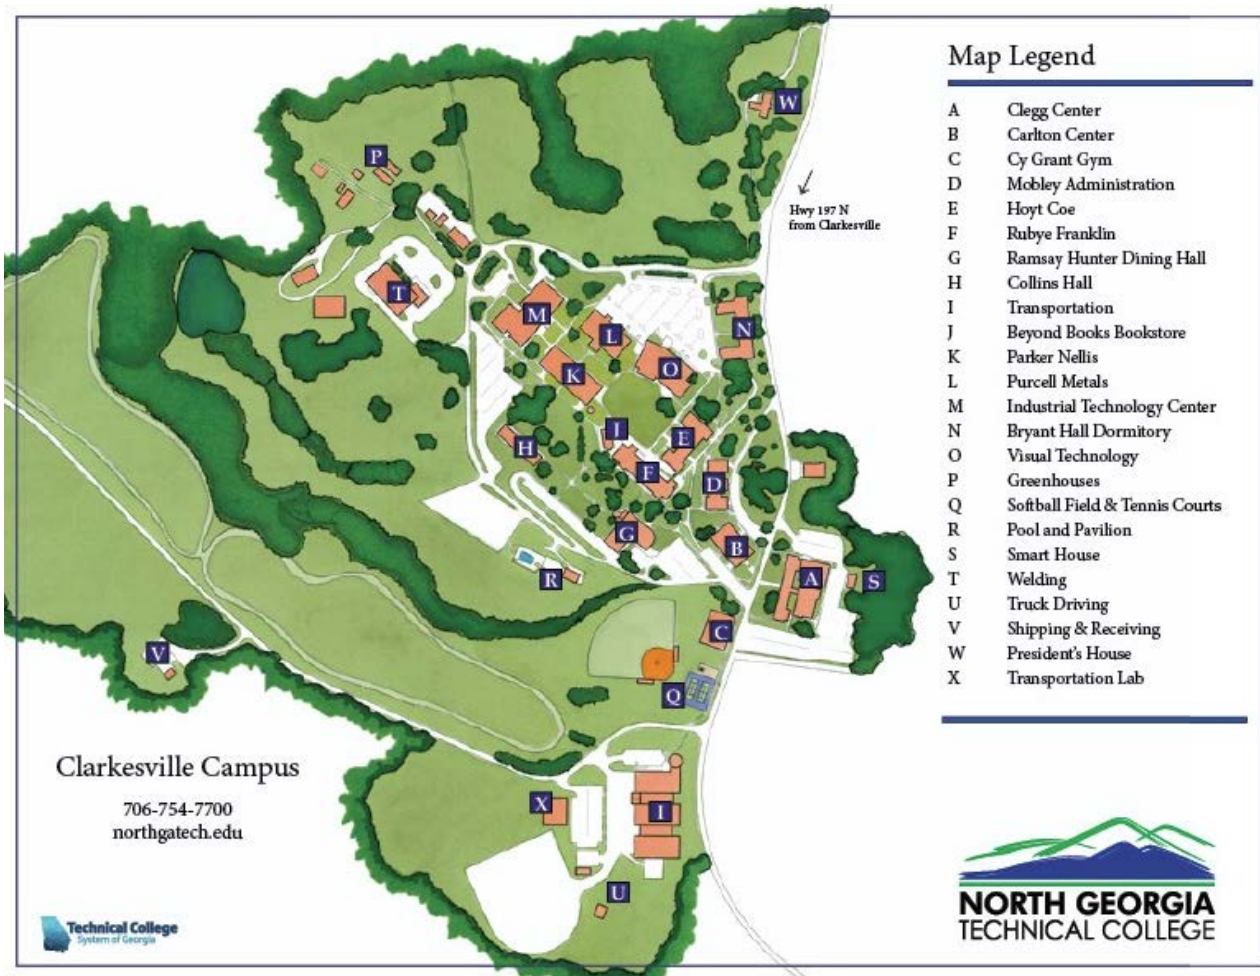 Map Legend
A Clegg Center
B Carlton Center
C Cy Grant Gym
D Mobley Administration
E Hoyt Coe
F Rubye Franklin
G Ramsay Hunter Dining Hall
H Collins Hall
I Transportation
J Beyond Books Bookstore
K Parker Nellis
L Purcell Metals
M Industrial Technology Center
N Bryant Hall Dormitory
O Visual Technology
P Greenhouses
Q Softball Field & Tennis Courts
R Pool and Pavilion
S Smart House
T Welding
U Truck Driving
V Shipping & Receiving
W President's House
X Transportation Lab
W
P
Hwy 197 N
from Clarkesville
T
M
L
N
K
O
J
E
H
F
D
G
B
R
A
S
C
V
Q
X
I
U
Clarkesville Campus
706-754-7700
northgatech.edu
Technical College
System of Georgia
NORTH GEORGIA
TECHNICAL COLLEGE